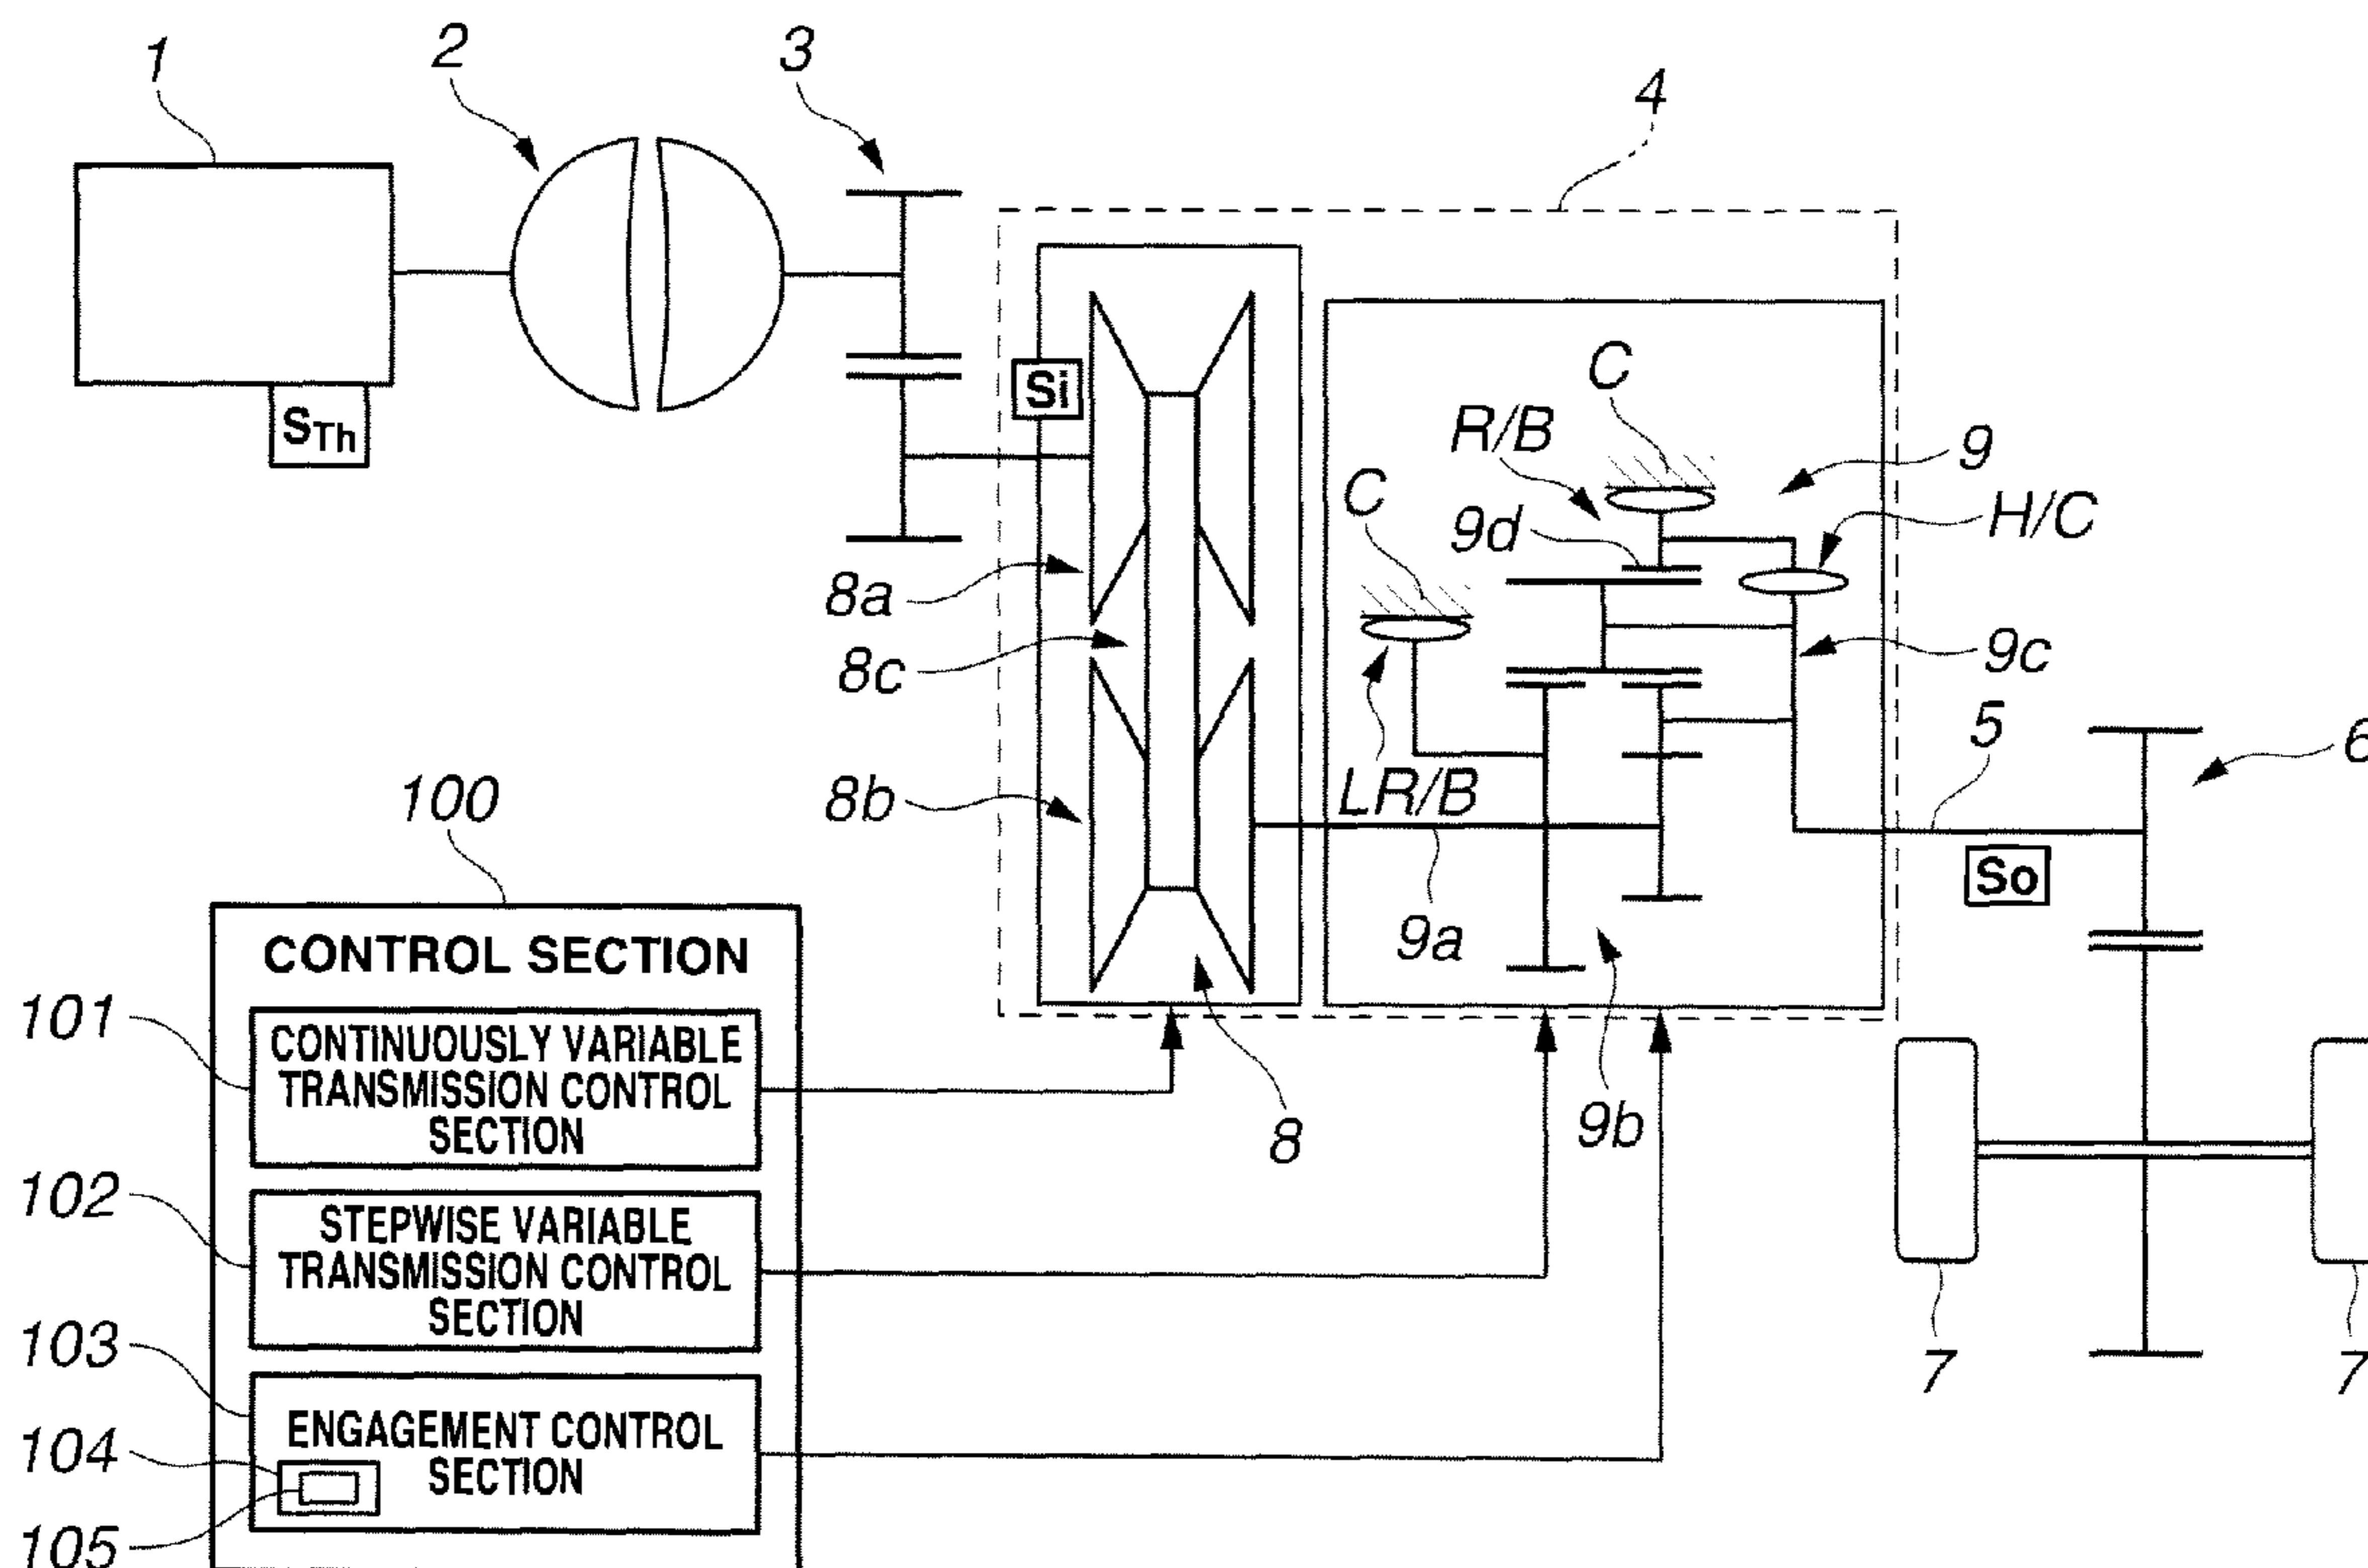 1
2
3
4
STh
Si
C
R/B
9
C
9d
H/C
8a
8c
9c
5
6
8b
LR/B
100
So
9a
CONTROL SECTION
101
CONTINUOUSLY VARIABLE
TRANSMISSION CONTROL
SECTION
8
9b
102
STEPWISE VARIABLE
TRANSMISSION CONTROL
SECTION
103
7
7
104
ENGAGEMENT CONTROL
SECTION
105